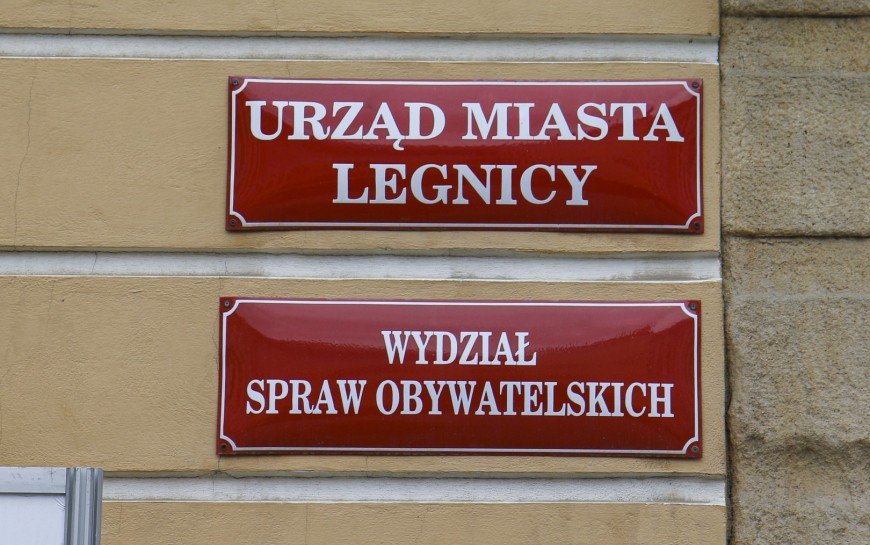 URZĄD MIASTA
LEGNICY
WYDZIAŁ
SPRAW OBYWATELSKICH